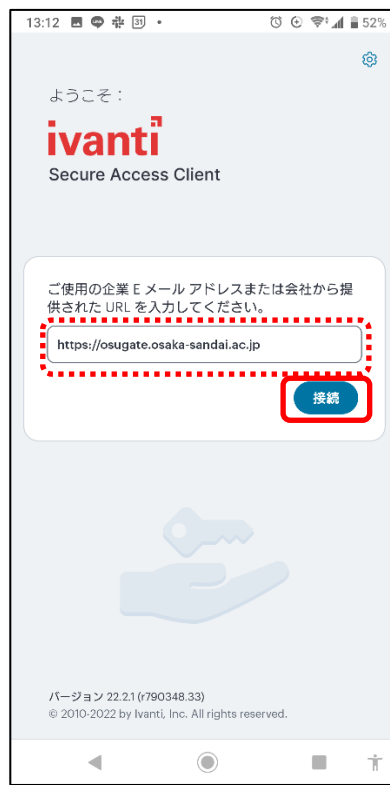 13:12 31 52%
ようこそ：
ivanti
Secure Access Client
ご使用の企業 E メール アドレスまたは会社から提
供された URL を入力してください。
https://osugate.osaka-sandai.ac.jp
接続
バージョン 22.2.1 (r790348.33)
© 2010-2022 by Ivanti, Inc. All rights reserved.